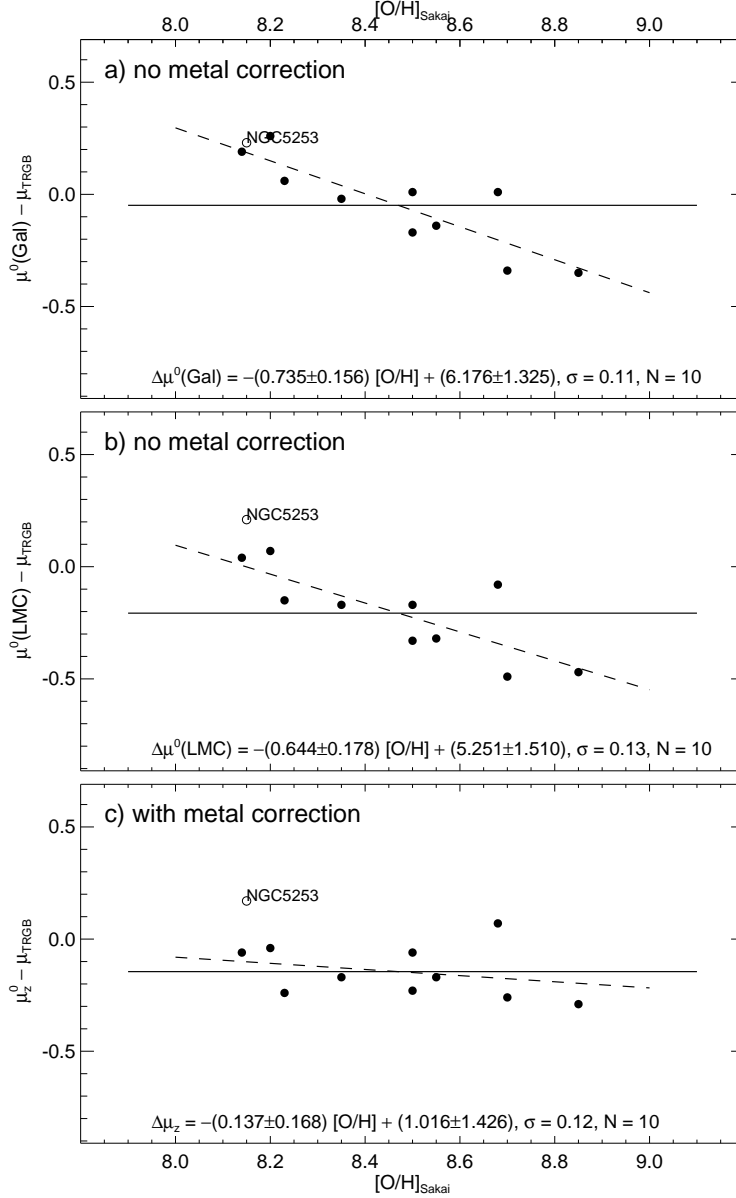 [O/H]Sakai
8.0 8.2 8.4 8.6 8.8 9.0
a) no metal correction
0.5
NGC5253
0.0
μ⁰(Gal) − μTRGB
-0.5
Δμ⁰(Gal) = −(0.735±0.156) [O/H] + (6.176±1.325), σ = 0.11, N = 10
b) no metal correction
0.5
NGC5253
0.0
μ⁰(LMC) − μTRGB
-0.5
Δμ⁰(LMC) = −(0.644±0.178) [O/H] + (5.251±1.510), σ = 0.13, N = 10
c) with metal correction
0.5
NGC5253
0.0
μz⁰ − μTRGB
-0.5
Δμz = −(0.137±0.168) [O/H] + (1.016±1.426), σ = 0.12, N = 10
8.0 8.2 8.4 8.6 8.8 9.0
[O/H]Sakai